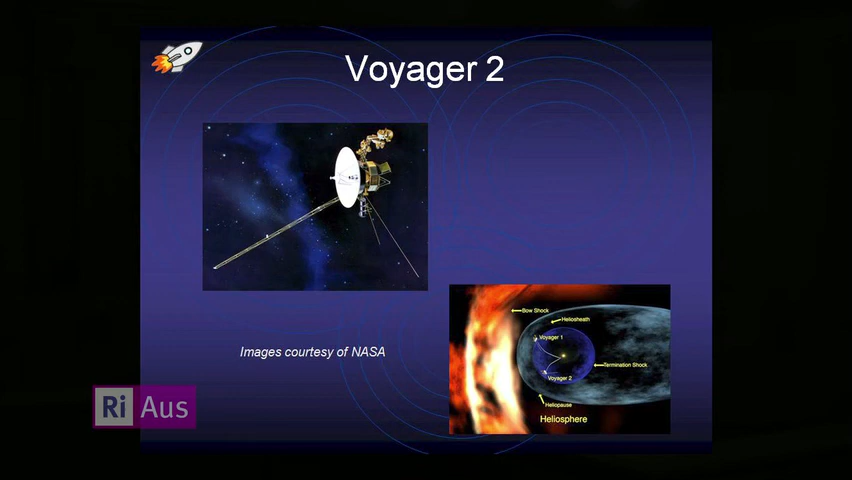 Voyager 2
Bow Shock
Heliosheath
Voyager 1
Termination Shock
Voyager 2
Heliopause
Heliosphere
Images courtesy of NASA
Ri Aus